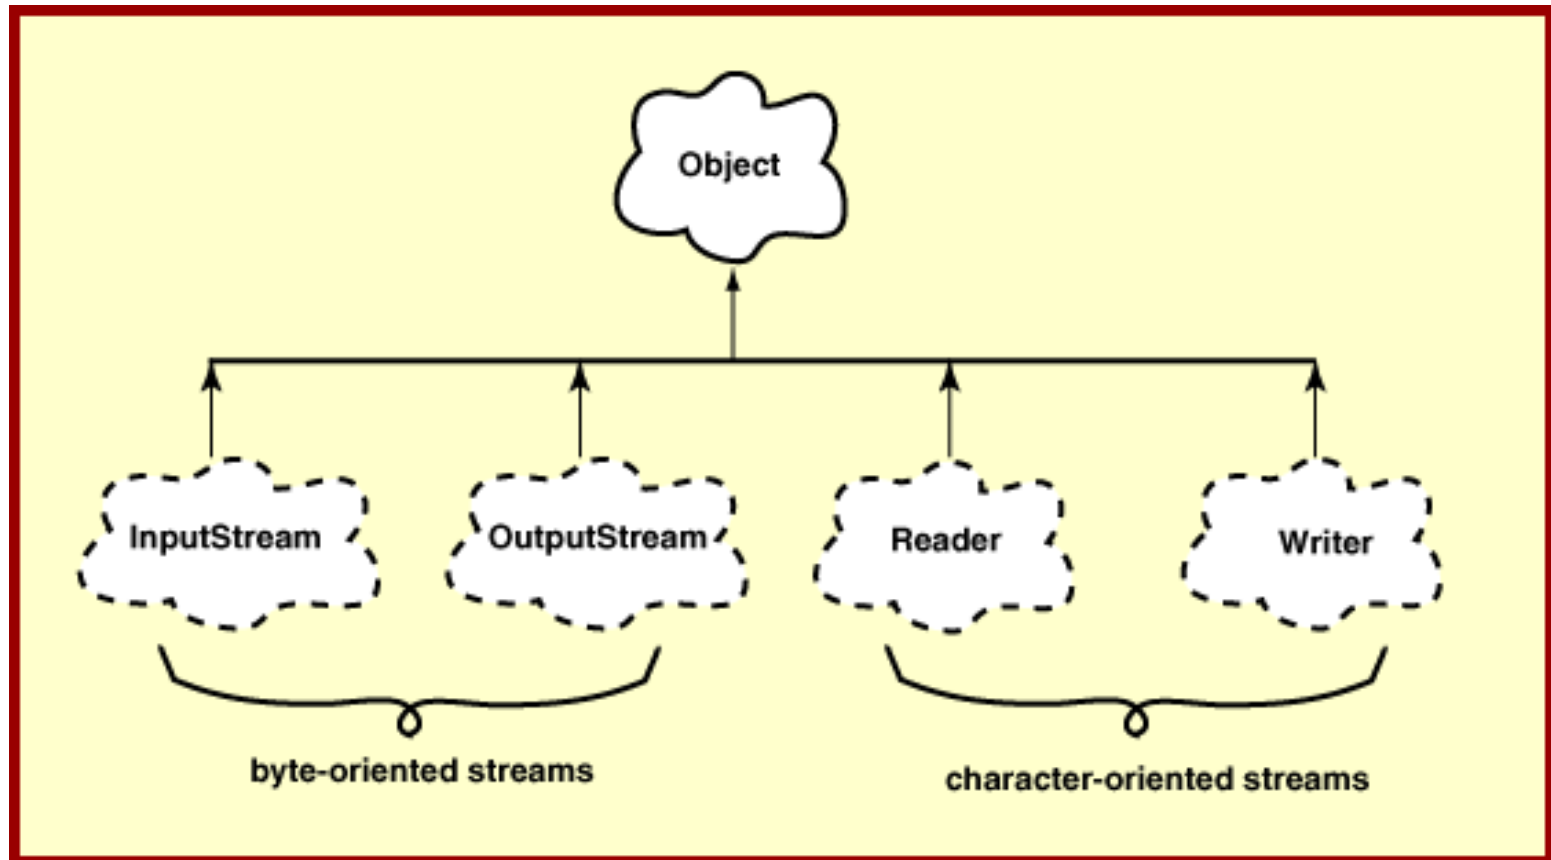 Object
InputStream
OutputStream
Reader
Writer
byte-oriented streams
character-oriented streams